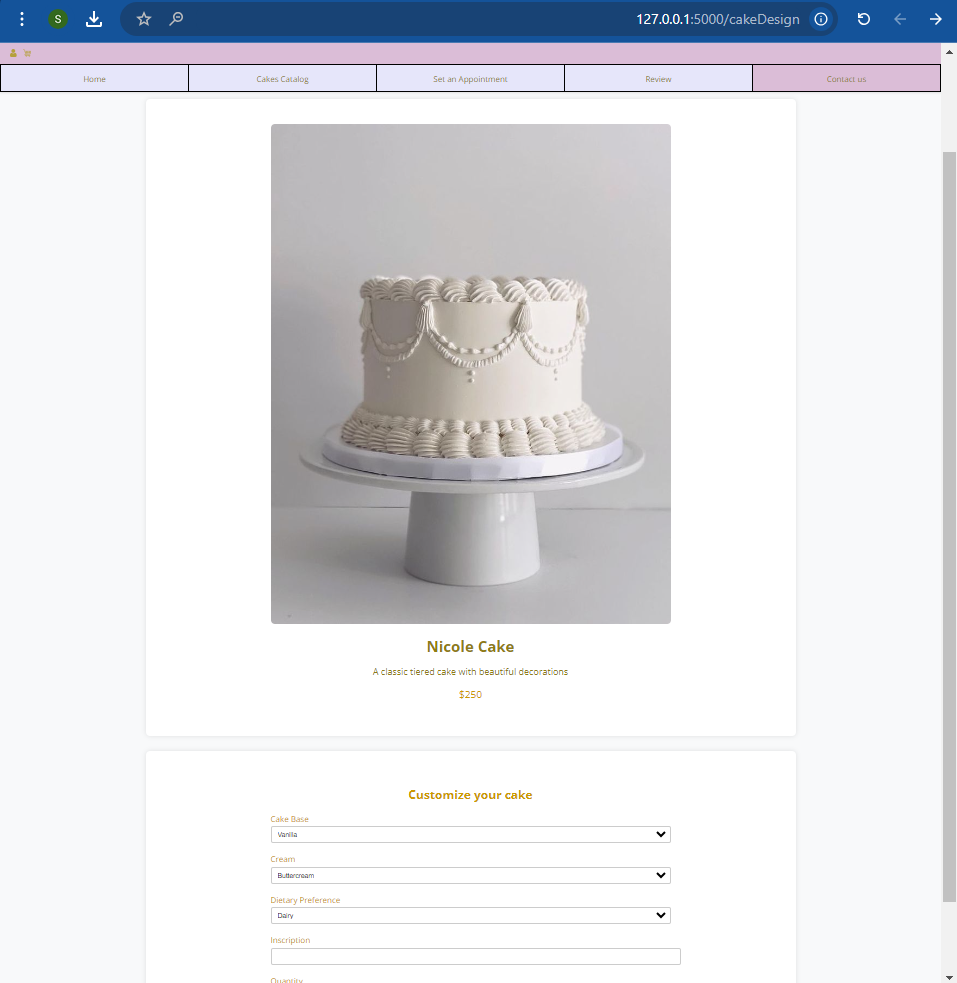 S
127.0.0.1:5000/cakeDesign
Home Cakes Catalog Set an Appointment Review Contact us
Nicole Cake
A classic tiered cake with beautiful decorations
$250
Customize your cake
Cake Base
Vanilla
Cream
Buttercream
Dietary Preference
Dairy
Inscription
Quantity